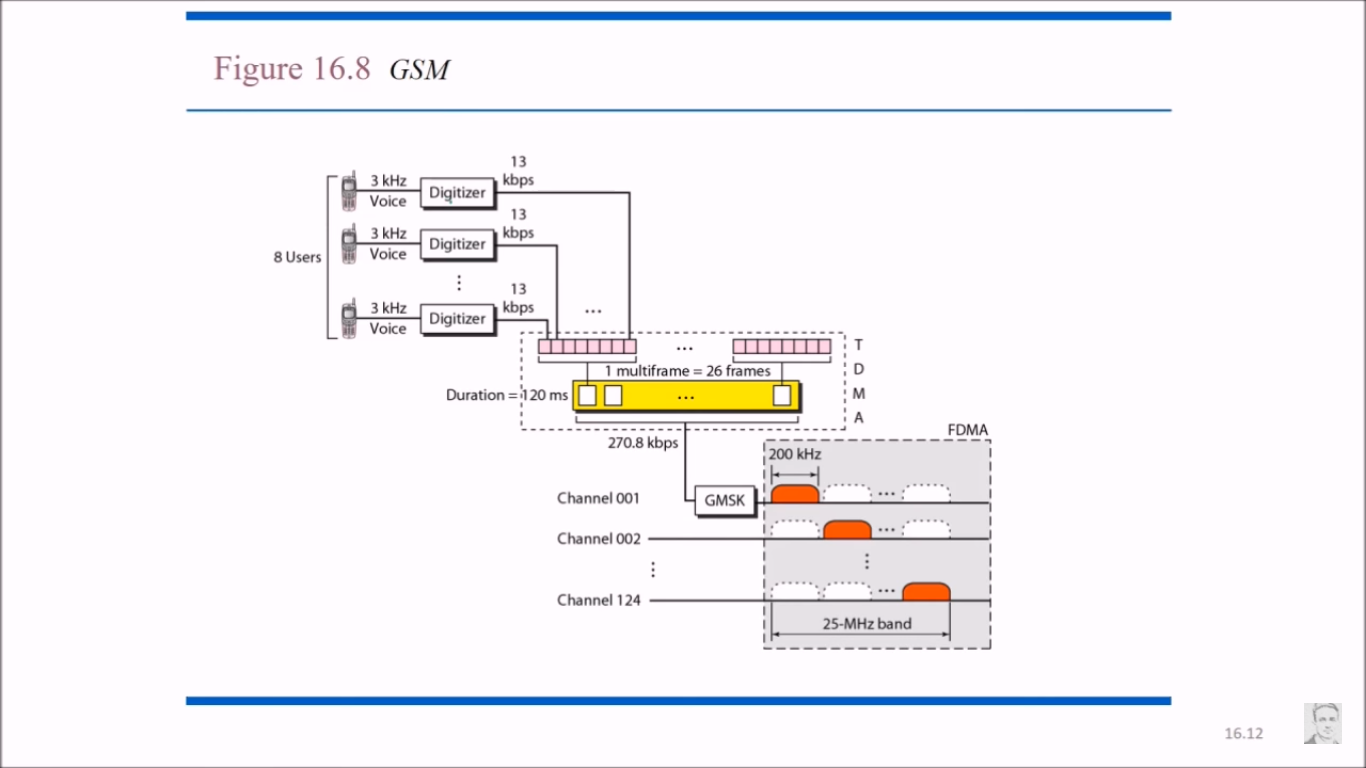 Figure 16.8 GSM
13
kbps
3 kHz
Voice
Digitizer
13
kbps
3 kHz
Voice
Digitizer
8 Users
⋮
13
kbps
3 kHz
Voice
Digitizer
...
...
T
D
M
A
1 multiframe = 26 frames
Duration = 120 ms
...
270.8 kbps
FDMA
200 kHz
Channel 001
GMSK
...
Channel 002
...
⋮
⋮
Channel 124
...
25-MHz band
16.12